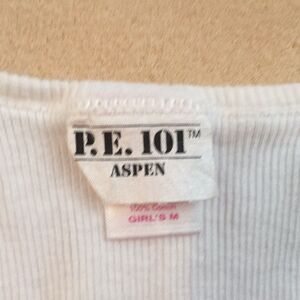 P.E. 101™
ASPEN
100% Cotton
GIRL'S M